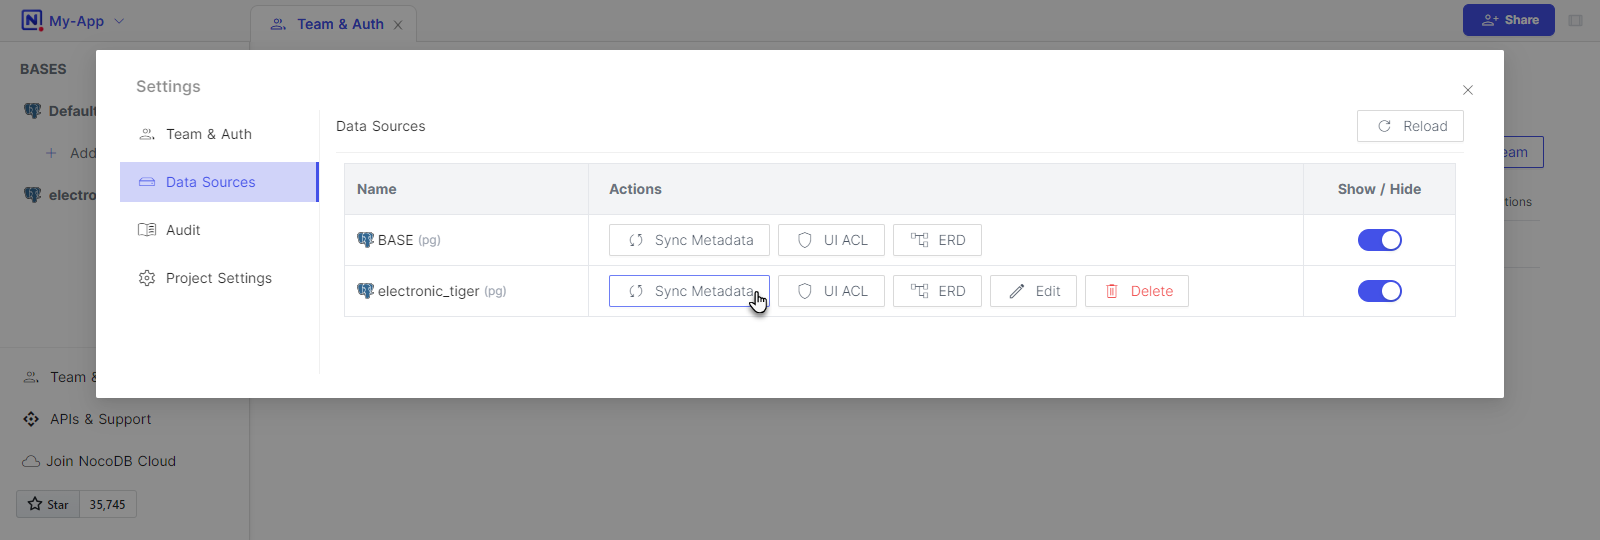 My-App
Team & Auth
Share
BASES
Default
Add
electro
Team &
APIs & Support
Join NocoDB Cloud
Star 35,745
Settings
Team & Auth
Data Sources
Audit
Project Settings
Data Sources
Reload
Name Actions Show / Hide
BASE (pg) Sync Metadata UI ACL ERD
electronic_tiger (pg) Sync Metadata UI ACL ERD Edit Delete
eam
tions